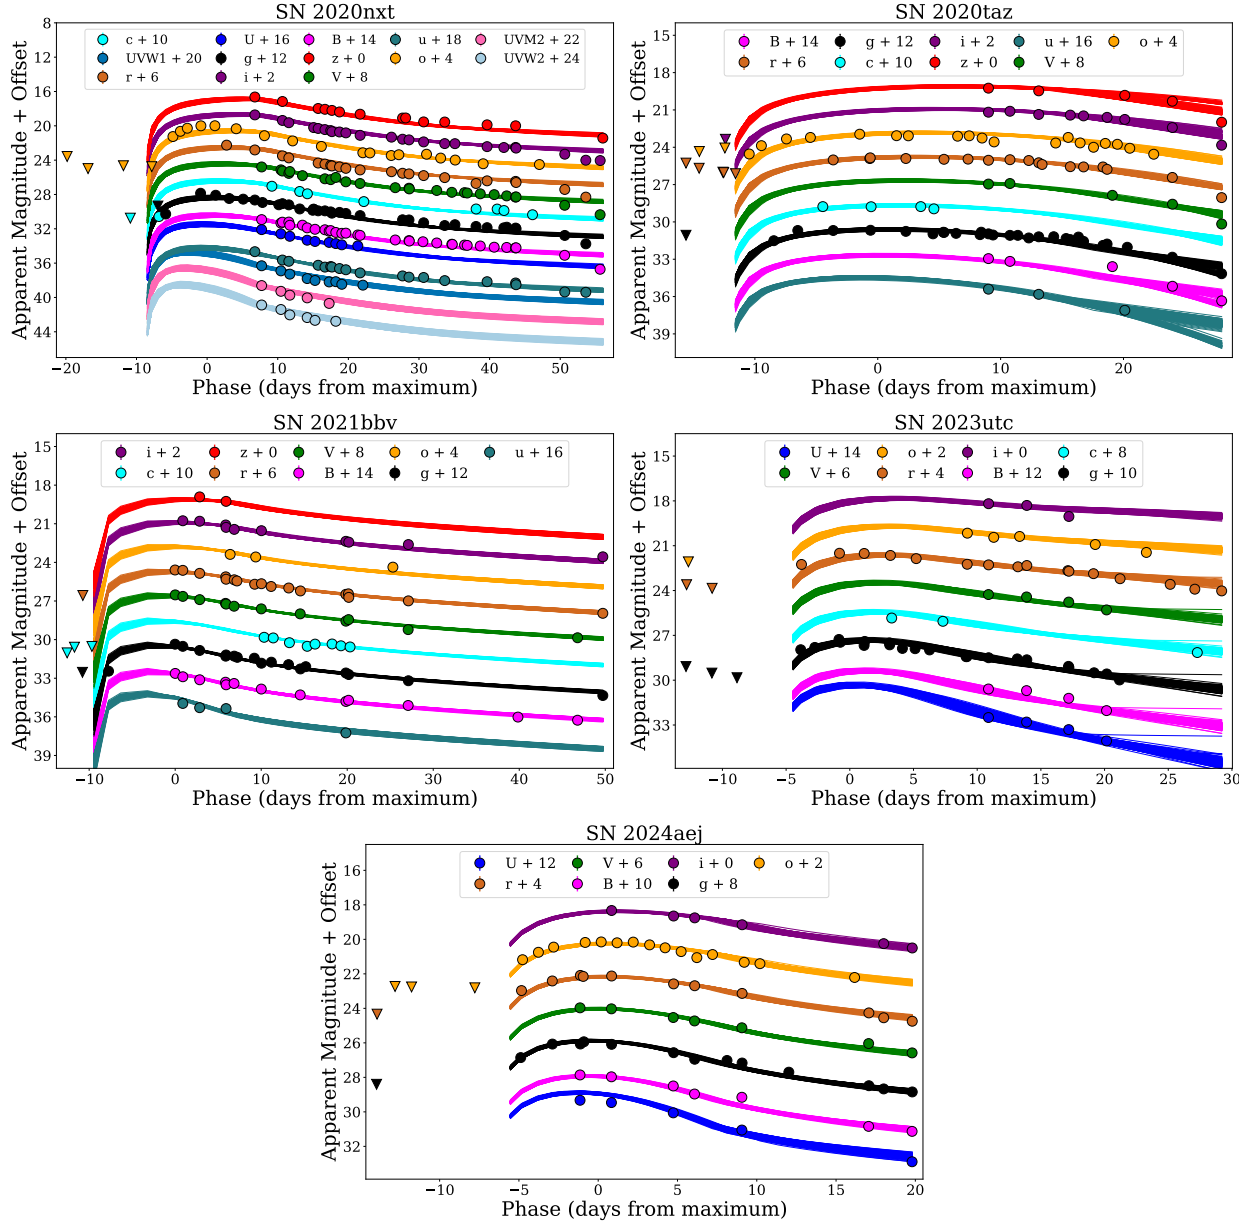 SN 2020nxt
c + 10 U + 16 B + 14 u + 18 UVM2 + 22
UVW1 + 20 g + 12 z + 0 o + 4 UVW2 + 24
r + 6 i + 2 V + 8
Apparent Magnitude + Offset
8
12
16
20
24
28
32
36
40
44
−20 −10 0 10 20 30 40 50
Phase (days from maximum)
SN 2020taz
B + 14 g + 12 i + 2 u + 16 o + 4
r + 6 c + 10 z + 0 V + 8
Apparent Magnitude + Offset
15
18
21
24
27
30
33
36
39
−10 0 10 20
Phase (days from maximum)
SN 2021bbv
i + 2 z + 0 V + 8 o + 4 u + 16
c + 10 r + 6 B + 14 g + 12
Apparent Magnitude + Offset
15
18
21
24
27
30
33
36
39
−10 0 10 20 30 40 50
Phase (days from maximum)
SN 2023utc
U + 14 o + 2 i + 0 c + 8
V + 6 r + 4 B + 12 g + 10
Apparent Magnitude + Offset
15
18
21
24
27
30
33
−10 −5 0 5 10 15 20 25 30
Phase (days from maximum)
SN 2024aej
U + 12 V + 6 i + 0 o + 2
r + 4 B + 10 g + 8
Apparent Magnitude + Offset
16
18
20
22
24
26
28
30
32
−10 −5 0 5 10 15 20
Phase (days from maximum)